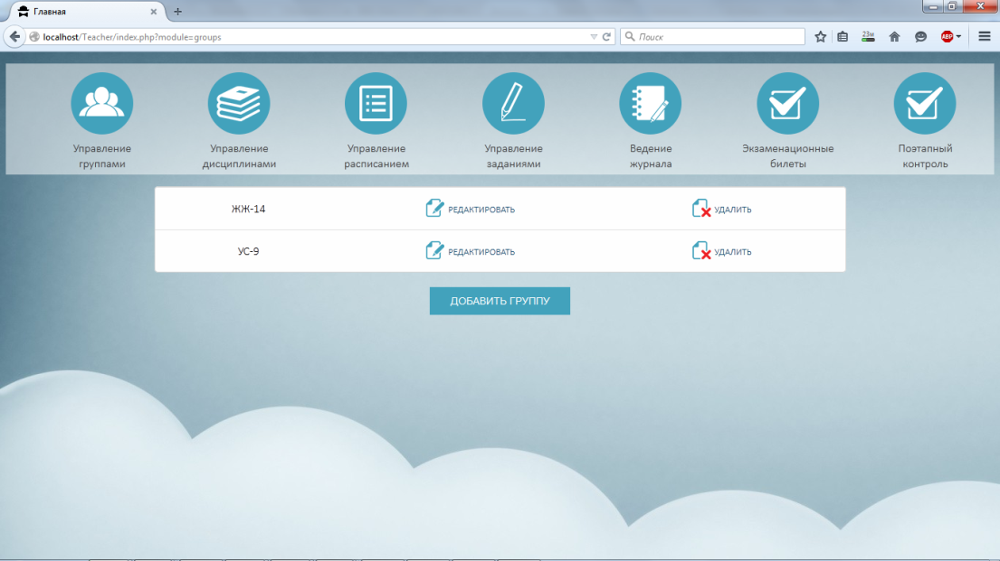 Главная
localhost/Teacher/index.php?module=groups
Поиск
23м
ABP
Управление
группами
Управление
дисциплинами
Управление
расписанием
Управление
заданиями
Ведение
журнала
Экзаменационные
билеты
Поэтапный
контроль
ЖЖ-14 РЕДАКТИРОВАТЬ УДАЛИТЬ
УС-9 РЕДАКТИРОВАТЬ УДАЛИТЬ
ДОБАВИТЬ ГРУППУ